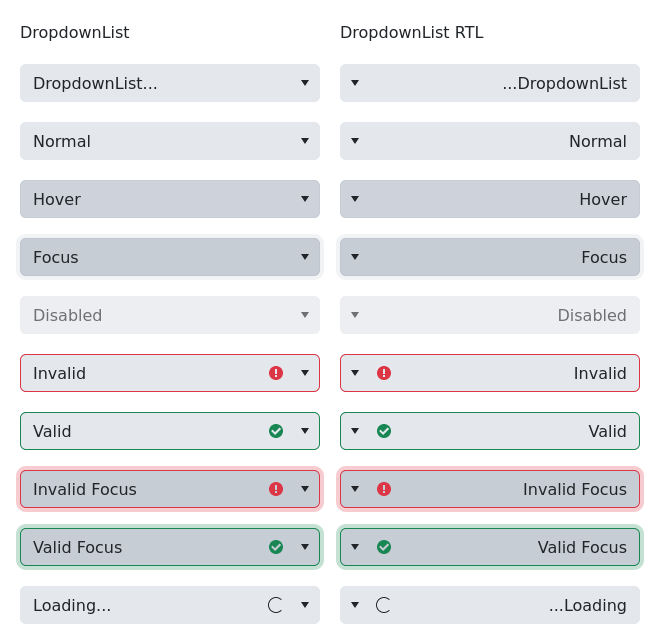 DropdownList
DropdownList RTL
DropdownList...
...DropdownList
Normal
Normal
Hover
Hover
Focus
Focus
Disabled
Disabled
Invalid
Invalid
Valid
Valid
Invalid Focus
Invalid Focus
Valid Focus
Valid Focus
Loading...
...Loading